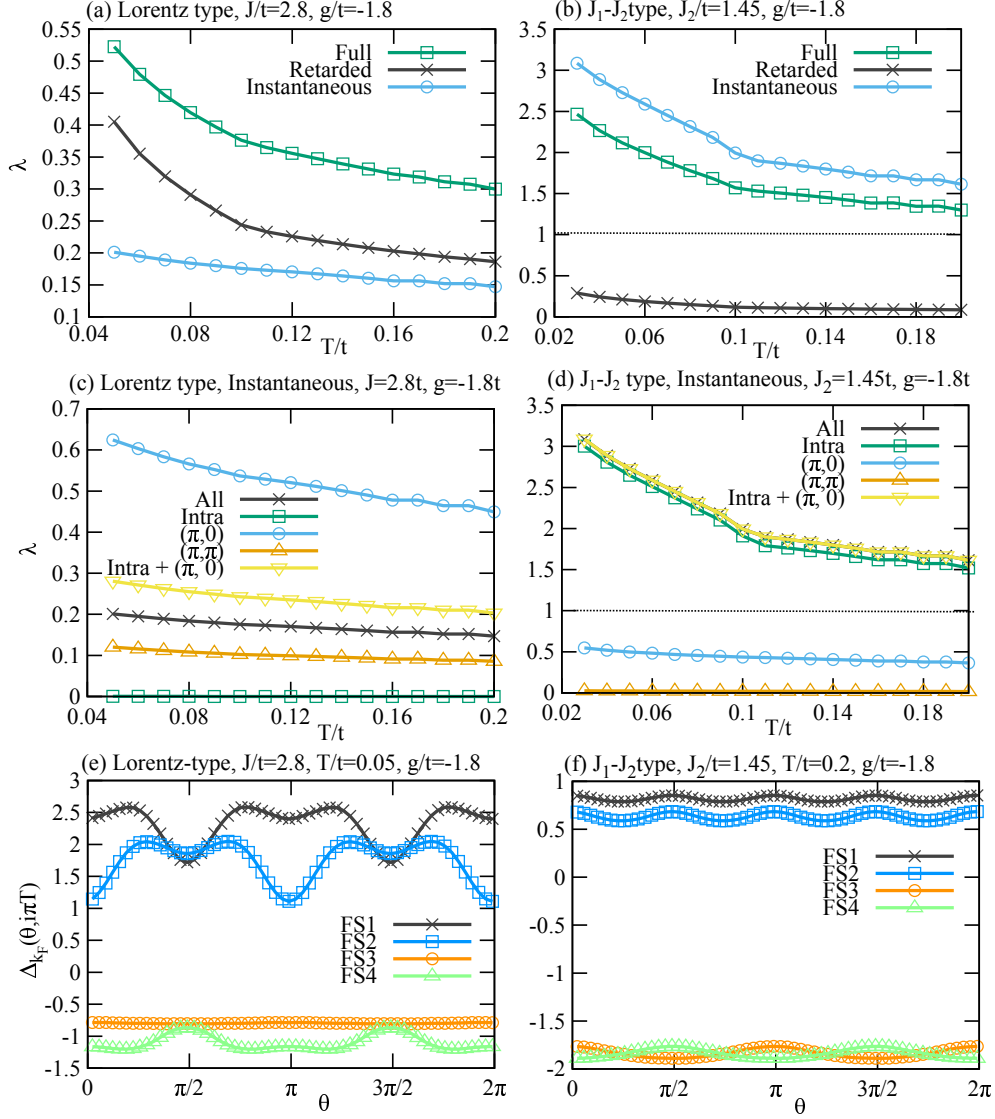 (a) Lorentz type, J/t=2.8, g/t=-1.8
0.55
0.5
0.45
0.4
0.35
0.3
0.25
0.2
0.15
0.1
λ
Full
Retarded
Instantaneous
0.04 0.08 0.12 0.16 0.2
T/t
(b) J1-J2 type, J2/t=1.45, g/t=-1.8
3.5
3
2.5
2
1.5
1
0.5
0
Full
Retarded
Instantaneous
0.03 0.06 0.1 0.14 0.18
T/t
(c) Lorentz type, Instantaneous, J=2.8t, g=-1.8t
0.7
0.6
0.5
0.4
0.3
0.2
0.1
0
λ
All
Intra
(π,0)
(π,π)
Intra + (π, 0)
0.04 0.08 0.12 0.16 0.2
T/t
(d) J1-J2 type, Instantaneous, J2=1.45t, g=-1.8t
3.5
3
2.5
2
1.5
1
0.5
0
All
Intra
(π,0)
(π,π)
Intra + (π, 0)
0.03 0.06 0.1 0.14 0.18
T/t
(e) Lorentz-type, J/t=2.8, T/t=0.05, g/t=-1.8
3
2.5
2
1.5
1
0.5
0
-0.5
-1
-1.5
ΔkF(θ,iπT)
FS1
FS2
FS3
FS4
0 π/2 π 3π/2 2π
θ
(f) J1-J2 type, J2/t=1.45, T/t=0.2, g/t=-1.8
1
0.5
0
-0.5
-1
-1.5
-2
FS1
FS2
FS3
FS4
0 π/2 π 3π/2 2π
θ